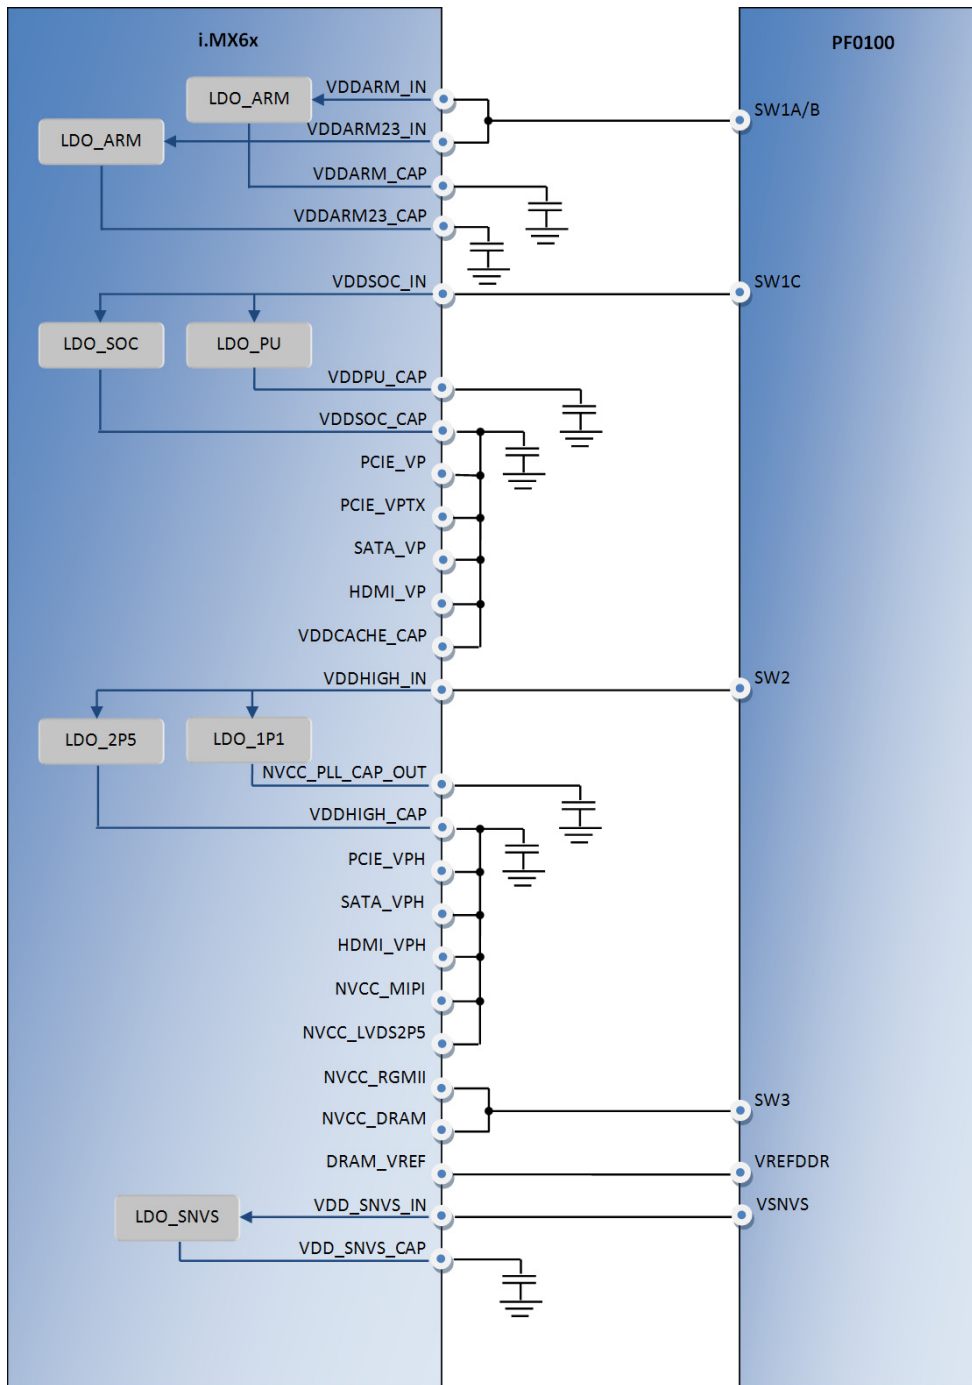 i.MX6x
PF0100
VDDARM_IN
LDO_ARM
SW1A/B
VDDARM23_IN
LDO_ARM
VDDARM_CAP
VDDARM23_CAP
VDDSOC_IN
SW1C
LDO_SOC
LDO_PU
VDDPU_CAP
VDDSOC_CAP
PCIE_VP
PCIE_VPTX
SATA_VP
HDMI_VP
VDDCACHE_CAP
VDDHIGH_IN
SW2
LDO_2P5
LDO_1P1
NVCC_PLL_CAP_OUT
VDDHIGH_CAP
PCIE_VPH
SATA_VPH
HDMI_VPH
NVCC_MIPI
NVCC_LVDS2P5
NVCC_RGMII
SW3
NVCC_DRAM
DRAM_VREF
VREFDDR
VDD_SNVS_IN
VSNVS
LDO_SNVS
VDD_SNVS_CAP